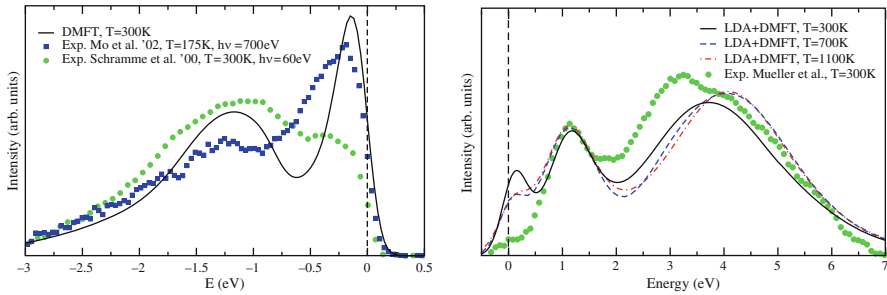 DMFT, T=300K
Exp. Mo et al. '02, T=175K, hν=700eV
Exp. Schramme et al. '00, T=300K, hν=60eV
Intensity (arb. units)
-3 -2.5 -2 -1.5 -1 -0.5 0 0.5
E (eV)
LDA+DMFT, T=300K
LDA+DMFT, T=700K
LDA+DMFT, T=1100K
Exp. Mueller et al., T=300K
Intensity (arb. units)
0 1 2 3 4 5 6 7
Energy (eV)